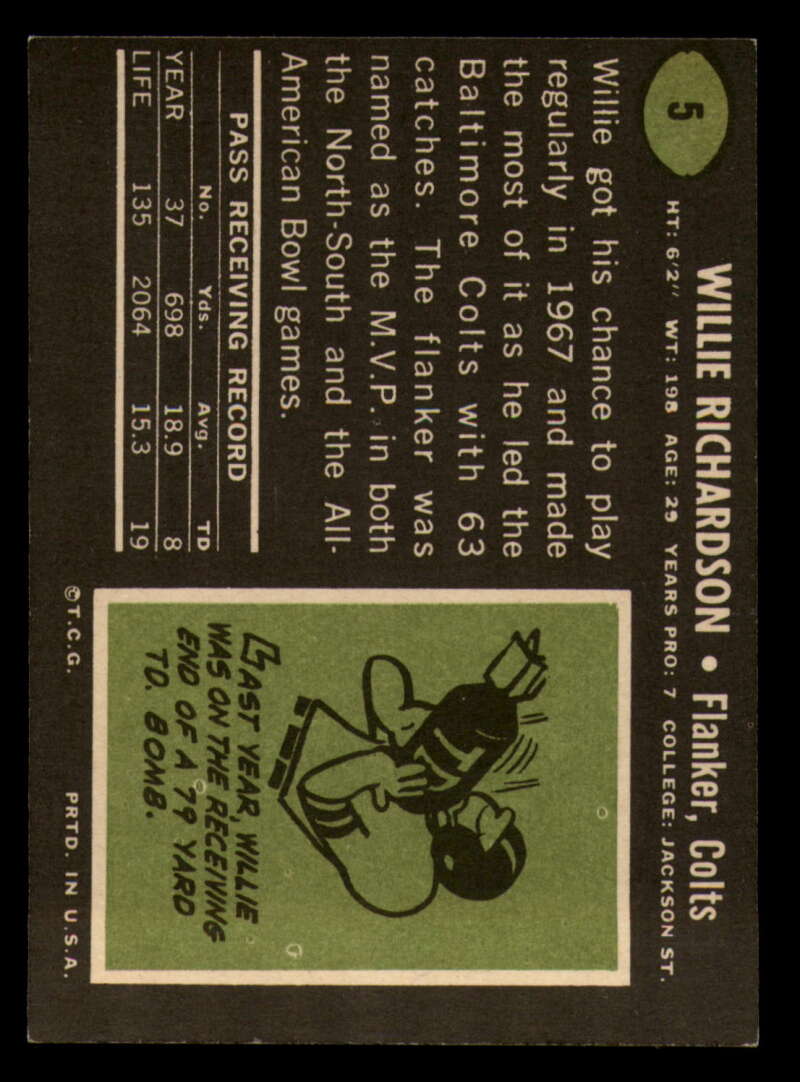 5
WILLIE RICHARDSON • Flanker, Colts
HT: 6'2" WT: 198 AGE: 29 YEARS PRO: 7 COLLEGE: JACKSON ST.
Willie got his chance to play
regularly in 1967 and made
the most of it as he led the
Baltimore Colts with 63
catches. The flanker was
named as the M.V.P. in both
the North-South and the All-
American Bowl games.
PASS RECEIVING RECORD
No. Yds. Avg. TD
YEAR 37 698 18.9 8
LIFE 135 2064 15.3 19
LAST YEAR, WILLIE
WAS ON THE RECEIVING
END OF A 79 YARD
TD. BOMB.
©T.C.G. PRTD. IN U.S.A.